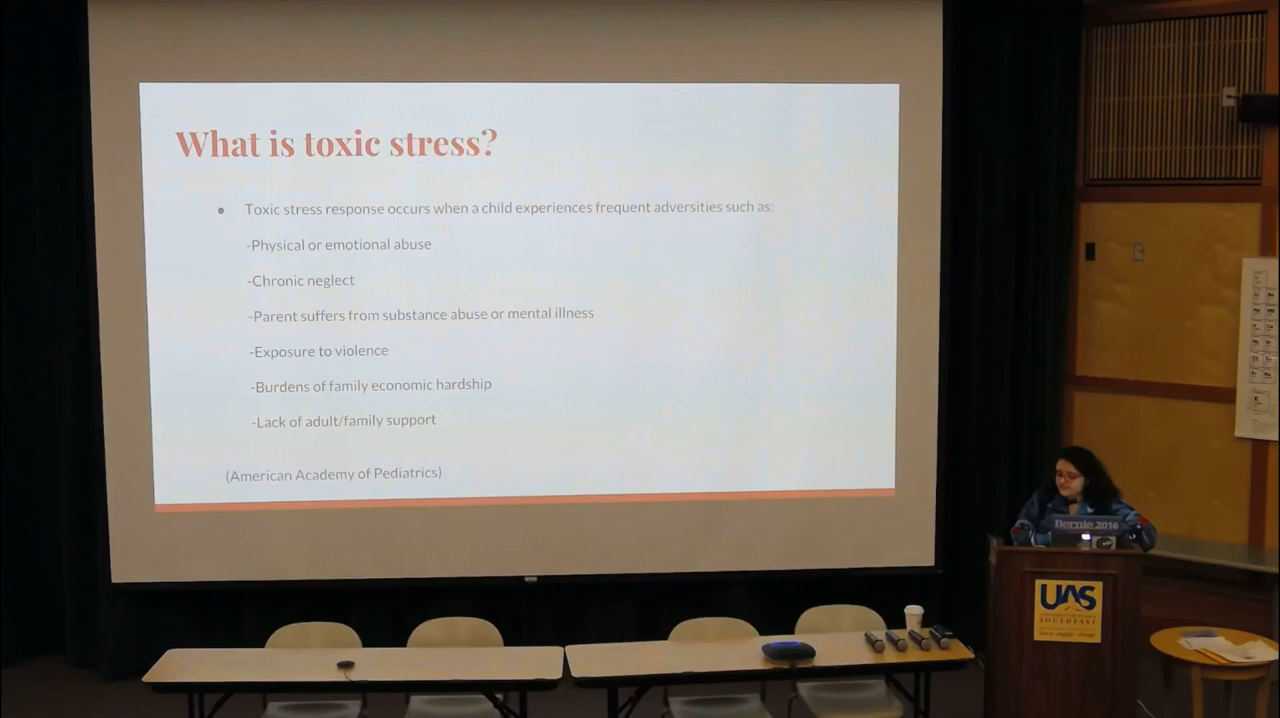 What is toxic stress?
● Toxic stress response occurs when a child experiences frequent adversities such as:
-Physical or emotional abuse
-Chronic neglect
-Parent suffers from substance abuse or mental illness
-Exposure to violence
-Burdens of family economic hardship
-Lack of adult/family support
(American Academy of Pediatrics)
Bernie 2016
UAS
SOUTHEAST